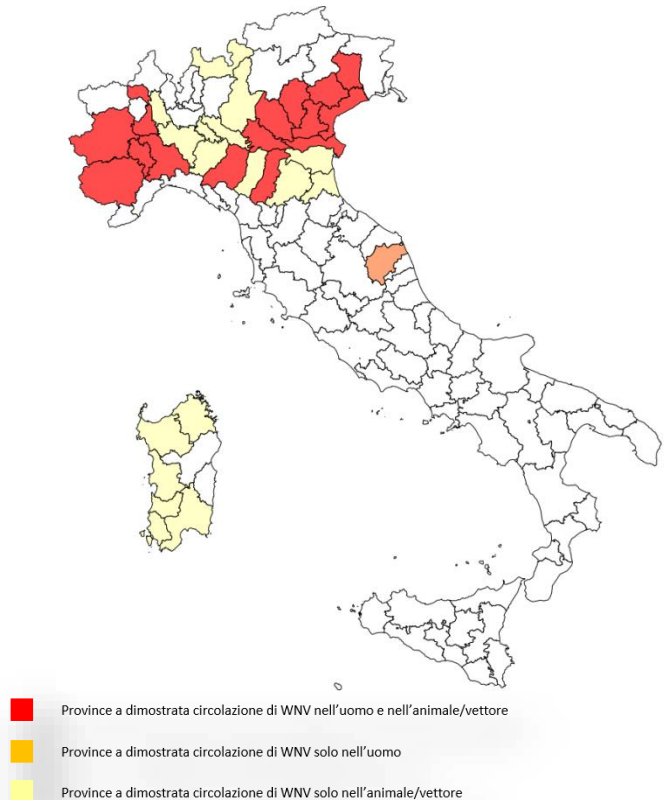 Province a dimostrata circolazione di WNV nell'uomo e nell'animale/vettore
Province a dimostrata circolazione di WNV solo nell'uomo
Province a dimostrata circolazione di WNV solo nell'animale/vettore